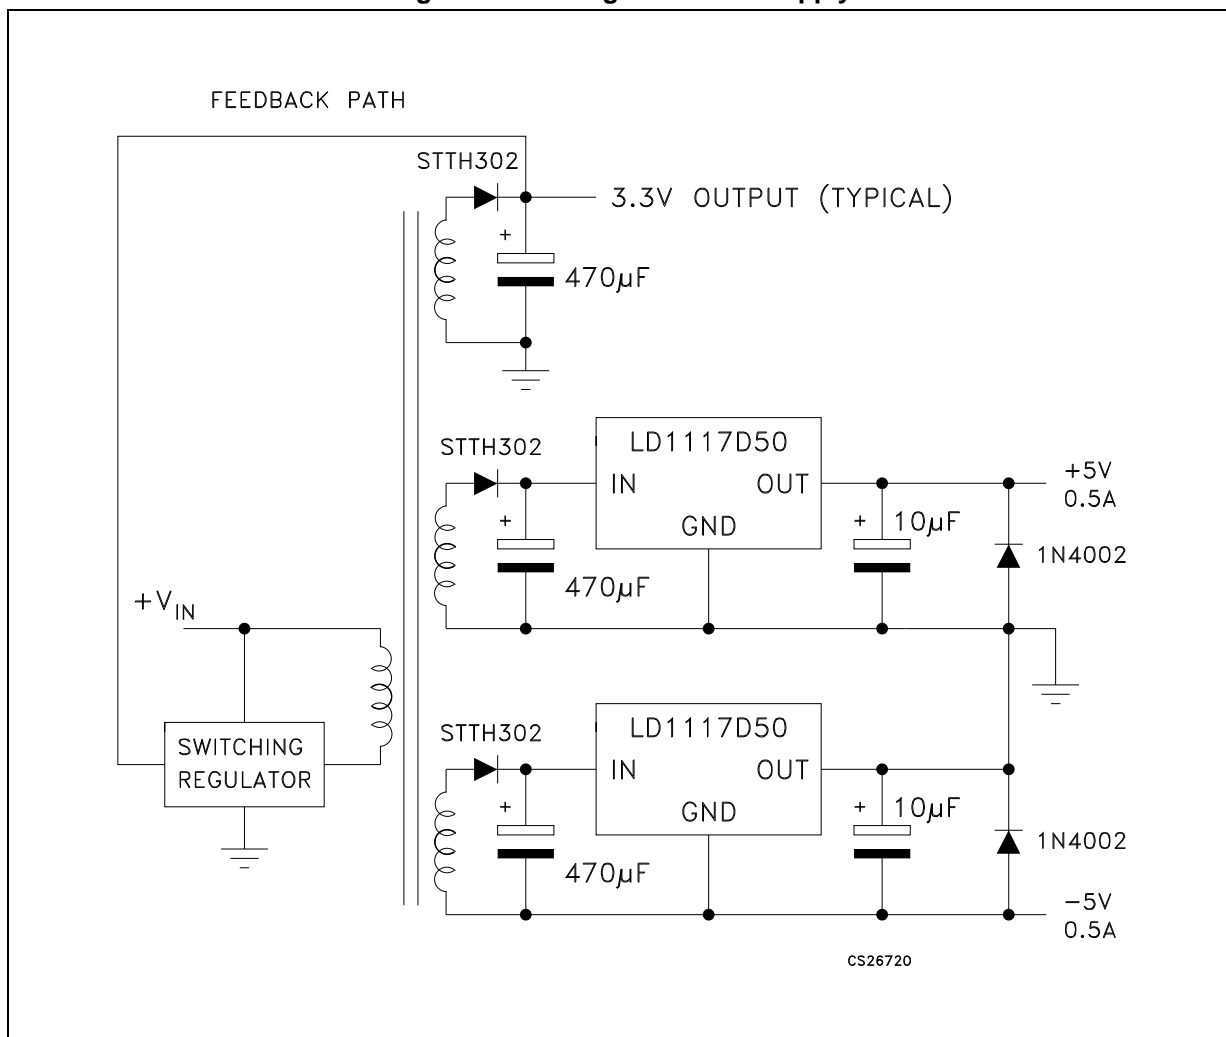 FEEDBACK PATH
STTH302
3.3V OUTPUT (TYPICAL)
+
470µF
STTH302
LD1117D50
IN
OUT
GND
+
470µF
+
10µF
+5V
0.5A
1N4002
+VIN
SWITCHING
REGULATOR
STTH302
LD1117D50
IN
OUT
GND
+
470µF
+
10µF
1N4002
−5V
0.5A
CS26720